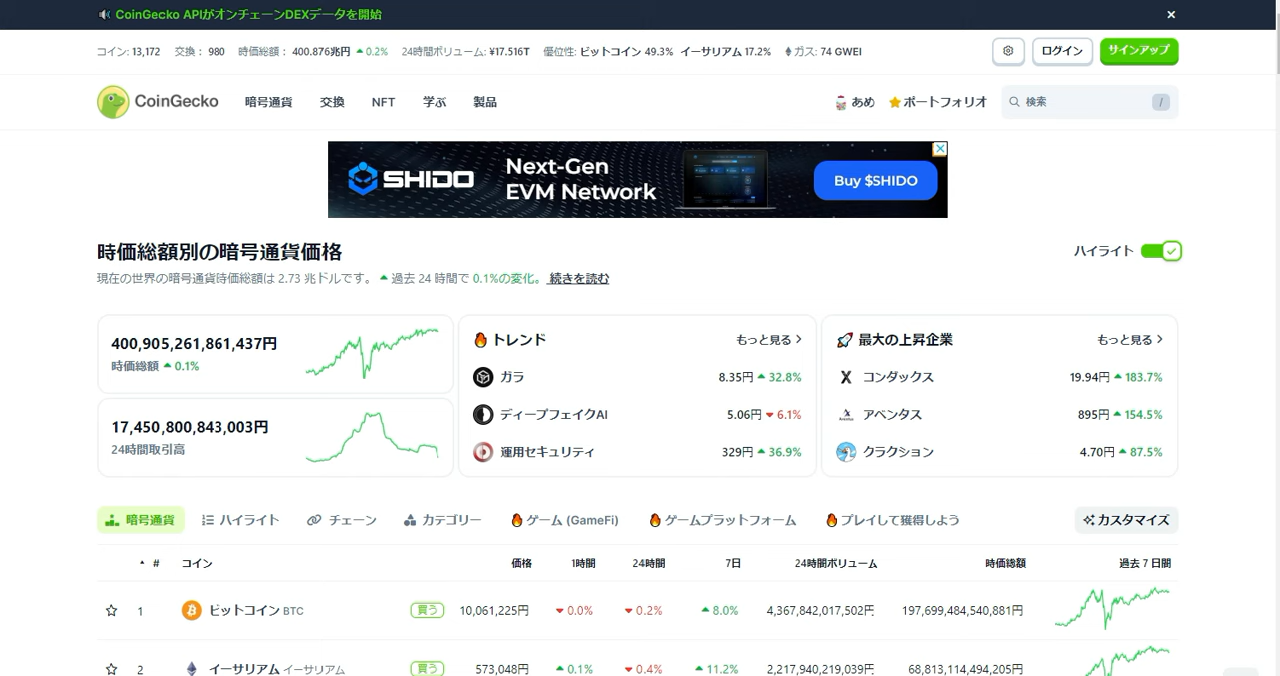 CoinGecko APIがオンチェーンDEXデータを開始
コイン: 13,172 交換： 980 時価総額： 400.876兆円 0.2% 24時間ボリューム: ¥17.516T 優位性: ビットコイン 49.3% イーサリアム 17.2% ガス: 74 GWEI
ログイン サインアップ
CoinGecko 暗号通貨 交換 NFT 学ぶ 製品 あめ ポートフォリオ 検索 /
SHIDO Next-Gen EVM Network Buy $SHIDO
時価総額別の暗号通貨価格 ハイライト
現在の世界の暗号通貨時価総額は 2.73 兆ドルです。 過去 24 時間で 0.1%の変化。 続きを読む
400,905,261,861,437円
時価総額 0.1%
17,450,800,843,003円
24時間取引高
トレンド もっと見る
ガラ 8.35円 32.8%
ディープフェイクAI 5.06円 6.1%
運用セキュリティ 329円 36.9%
最大の上昇企業 もっと見る
コンダックス 19.94円 183.7%
アベンタス 895円 154.5%
クラクション 4.70円 87.5%
暗号通貨 ハイライト チェーン カテゴリー ゲーム (GameFi) ゲームプラットフォーム プレイして獲得しよう カスタマイズ
# コイン 価格 1時間 24時間 7日 24時間ボリューム 時価総額 過去 7 日間
1 ビットコイン BTC 買う 10,061,225円 0.0% 0.2% 8.0% 4,367,842,017,502円 197,699,484,540,881円
2 イーサリアム イーサリアム 買う 573,048円 0.1% 0.4% 11.2% 2,217,940,219,039円 68,813,114,494,205円